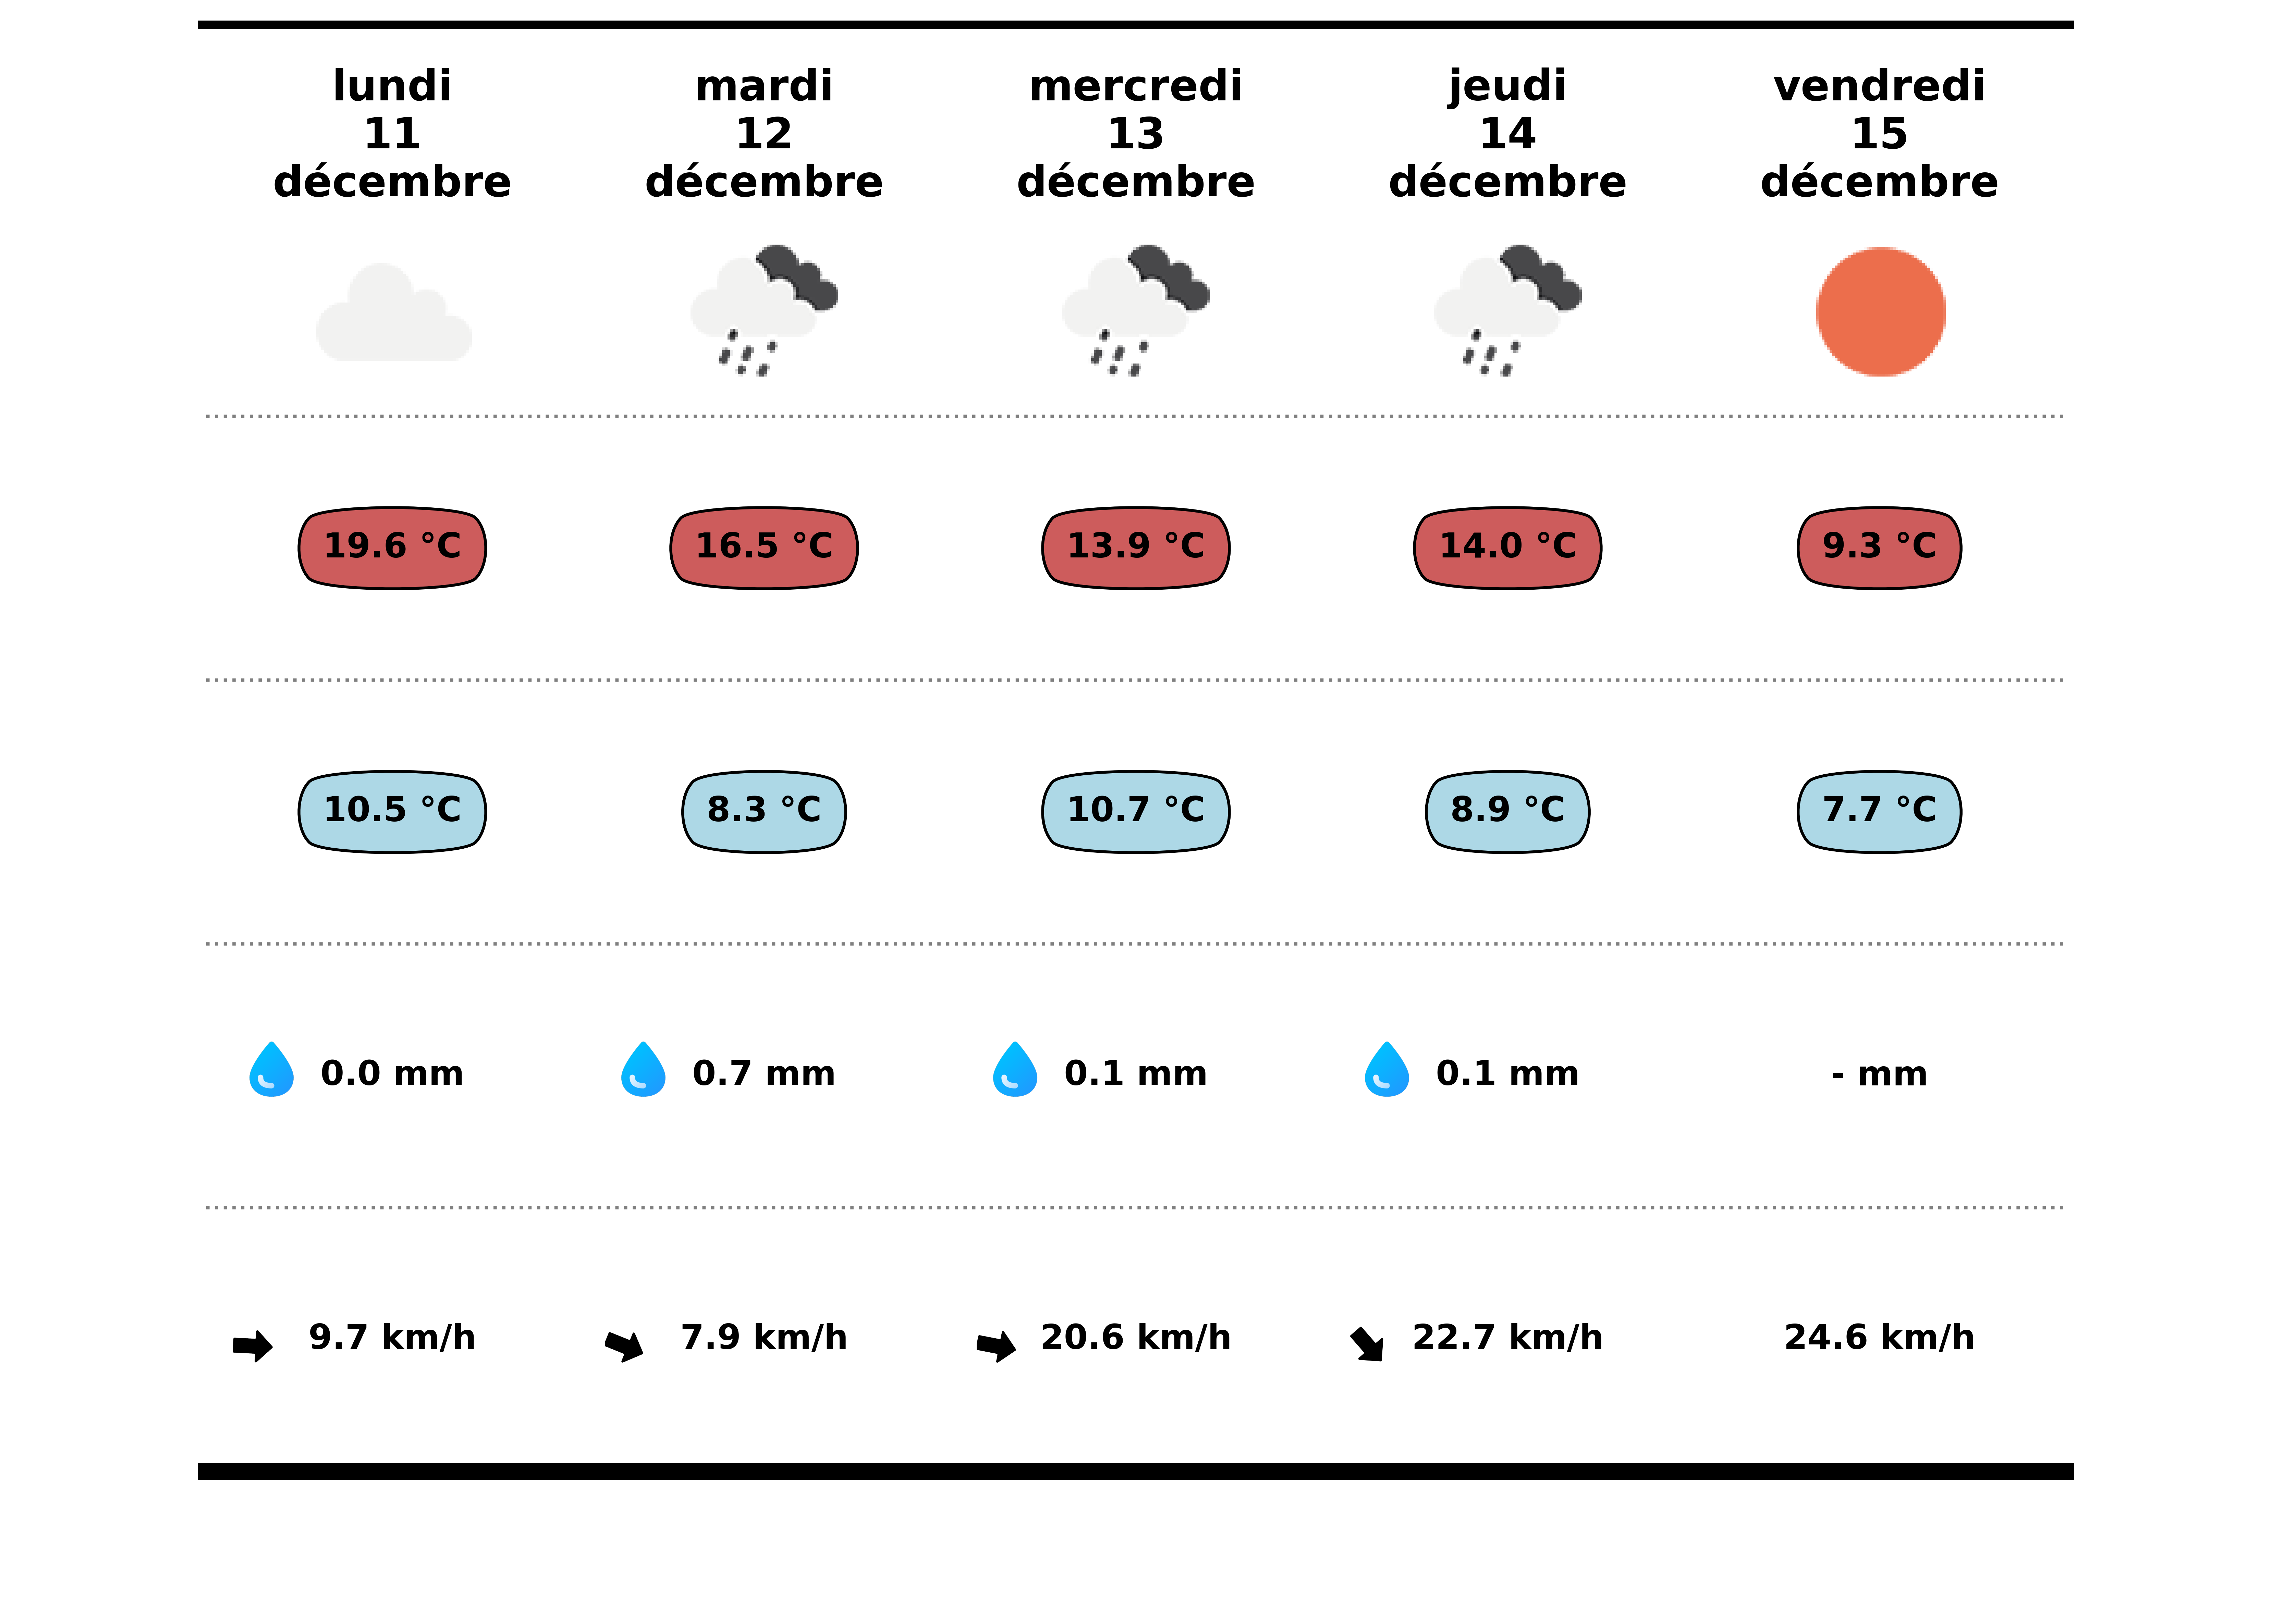 lundi
11
décembre
mardi
12
décembre
mercredi
13
décembre
jeudi
14
décembre
vendredi
15
décembre
19.6 °C
16.5 °C
13.9 °C
14.0 °C
9.3 °C
10.5 °C
8.3 °C
10.7 °C
8.9 °C
7.7 °C
0.0 mm
0.7 mm
0.1 mm
0.1 mm
- mm
9.7 km/h
7.9 km/h
20.6 km/h
22.7 km/h
24.6 km/h